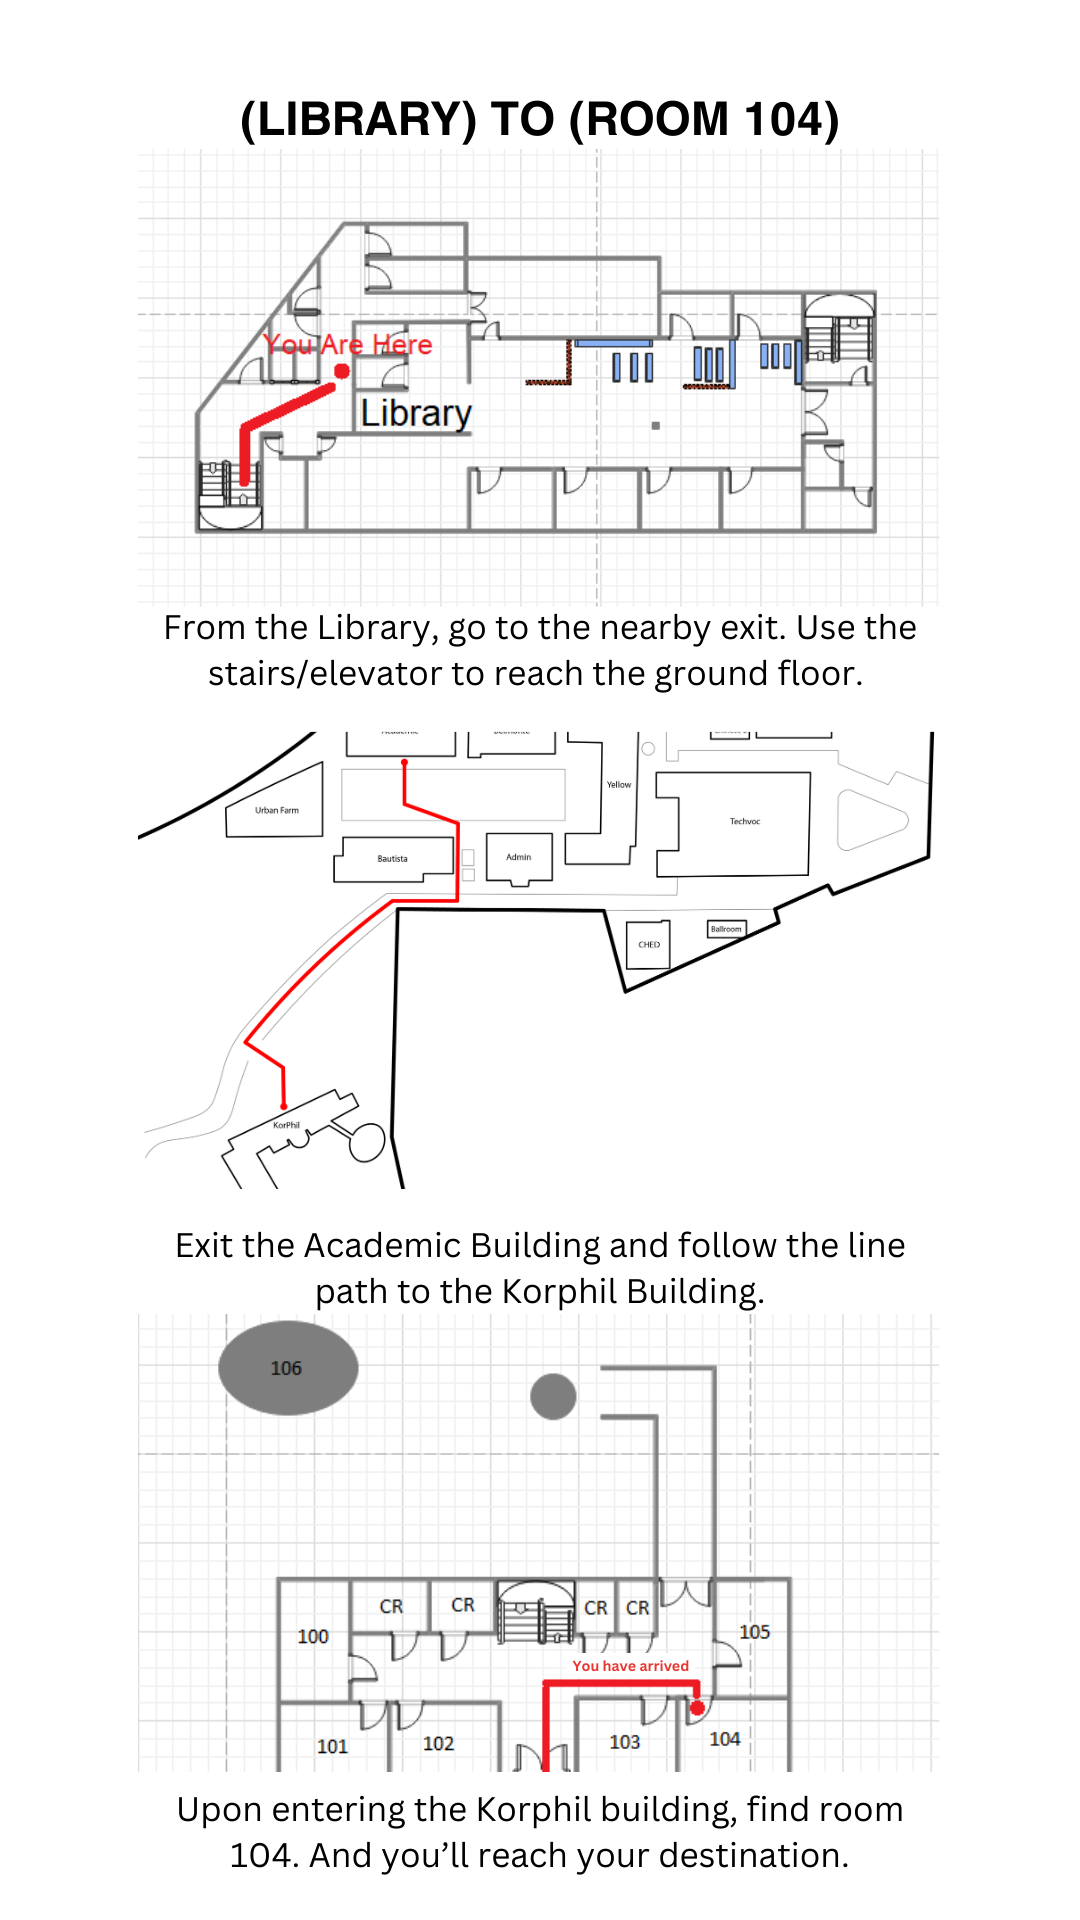 (LIBRARY) TO (ROOM 104)
You Are Here
Library
From the Library, go to the nearby exit. Use the
stairs/elevator to reach the ground floor.
Urban Farm
Yellow
Techvoc
Bautista
Admin
CHED
Ballroom
KorPhil
Exit the Academic Building and follow the line
path to the Korphil Building.
106
CR
CR
CR
CR
100
105
You have arrived
101
102
103
104
Upon entering the Korphil building, find room
104. And you’ll reach your destination.